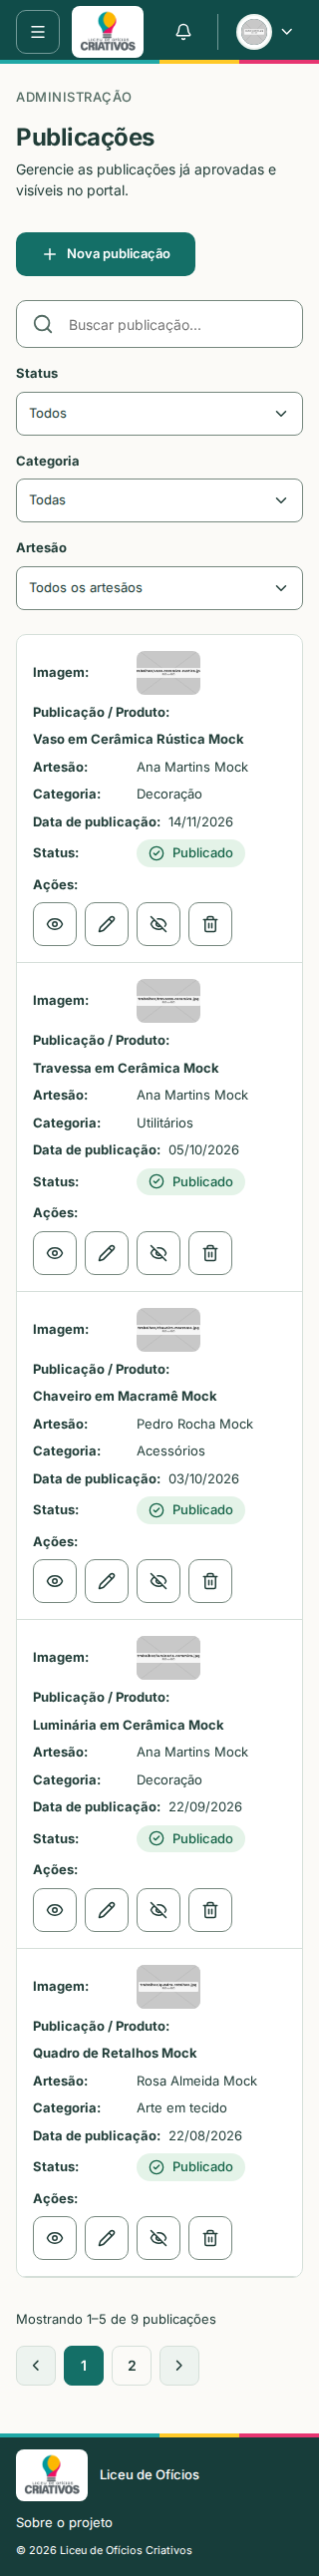 LICEU DE OFÍCIOS
CRIATIVOS
ADMINISTRAÇÃO
Publicações
Gerencie as publicações já aprovadas e
visíveis no portal.
Nova publicação
Buscar publicação...
Status
Todos
Categoria
Todas
Artesão
Todos os artesãos
Imagem:
Publicação / Produto:
Vaso em Cerâmica Rústica Mock
Artesão: Ana Martins Mock
Categoria: Decoração
Data de publicação: 14/11/2026
Status: Publicado
Ações:
Imagem:
Publicação / Produto:
Travessa em Cerâmica Mock
Artesão: Ana Martins Mock
Categoria: Utilitários
Data de publicação: 05/10/2026
Status: Publicado
Ações:
Imagem:
Publicação / Produto:
Chaveiro em Macramê Mock
Artesão: Pedro Rocha Mock
Categoria: Acessórios
Data de publicação: 03/10/2026
Status: Publicado
Ações:
Imagem:
Publicação / Produto:
Luminária em Cerâmica Mock
Artesão: Ana Martins Mock
Categoria: Decoração
Data de publicação: 22/09/2026
Status: Publicado
Ações:
Imagem:
Publicação / Produto:
Quadro de Retalhos Mock
Artesão: Rosa Almeida Mock
Categoria: Arte em tecido
Data de publicação: 22/08/2026
Status: Publicado
Ações:
Mostrando 1–5 de 9 publicações
1 2
LICEU DE OFÍCIOS
CRIATIVOS
Liceu de Ofícios
Sobre o projeto
© 2026 Liceu de Ofícios Criativos